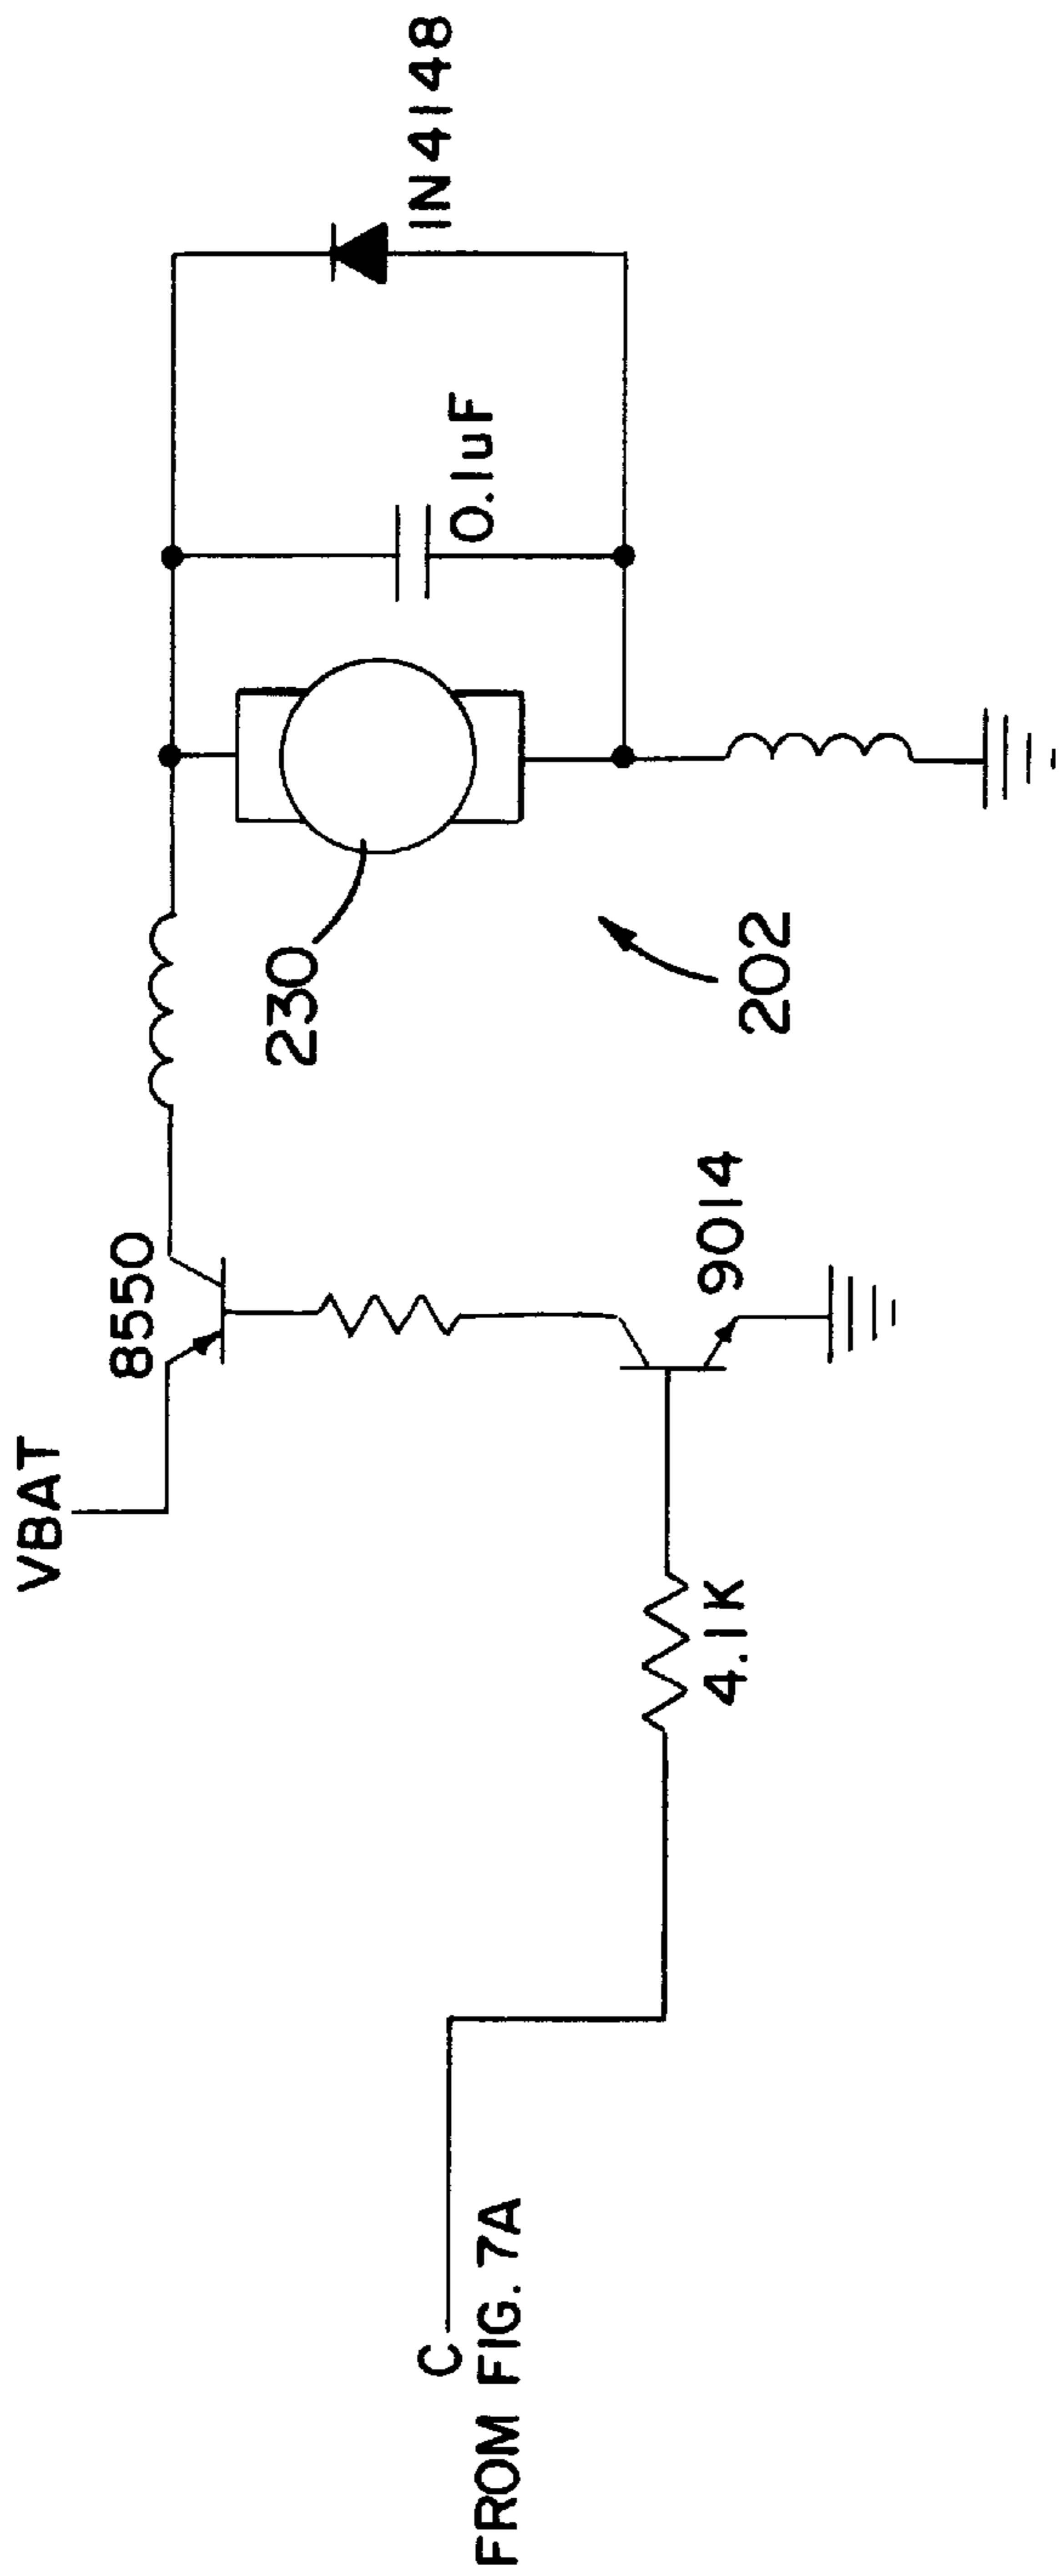 VBAT
8550
IN4148
0.1uF
230
202
9014
4.1K
C
FROM FIG. 7A